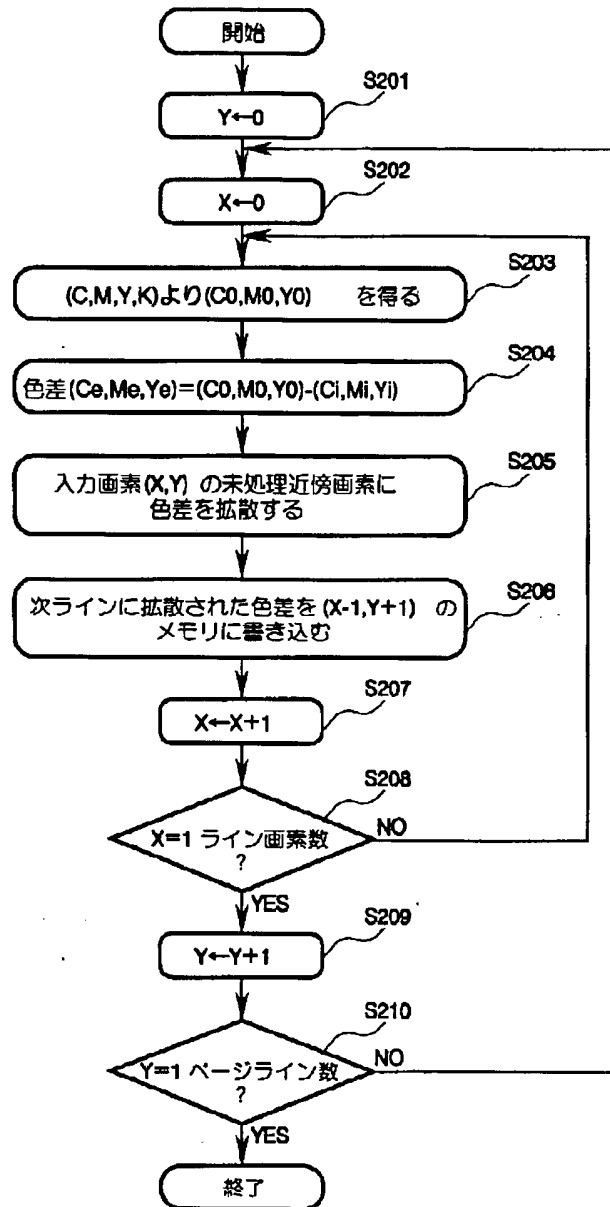 開始
S201
Y←0
S202
X←0
S203
(C,M,Y,K)より(C0,M0,Y0) を得る
S204
色差(Ce,Me,Ye)=(C0,M0,Y0)-(Ci,Mi,Yi)
S205
入力画素(X,Y) の未処理近傍画素に
色差を拡散する
S206
次ラインに拡散された色差を(X-1,Y+1) の
メモリに書き込む
S207
X←X+1
S208
X=1 ライン画素数
?
NO
YES
S209
Y←Y+1
S210
Y=1 ページライン数
?
NO
YES
終了